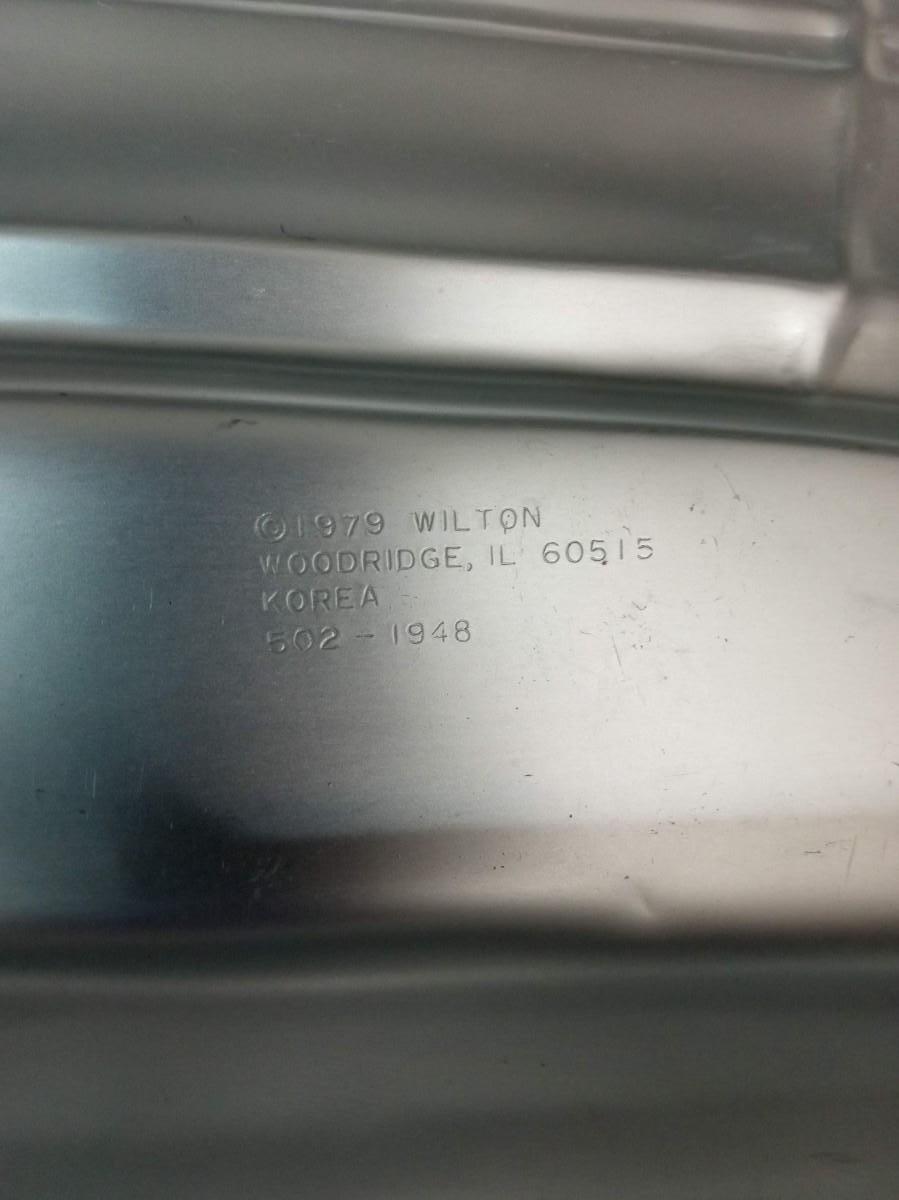 ©1979 WILTON
WOODRIDGE, IL 60515
KOREA
502-1948